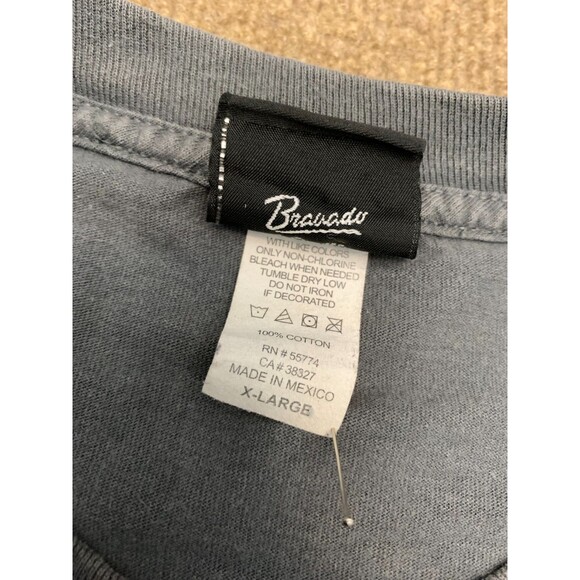 Bravado
WITH LIKE COLORS
ONLY NON-CHLORINE
BLEACH WHEN NEEDED
TUMBLE DRY LOW
DO NOT IRON
IF DECORATED
100% COTTON
RN # 55774
CA # 38327
MADE IN MEXICO
X-LARGE